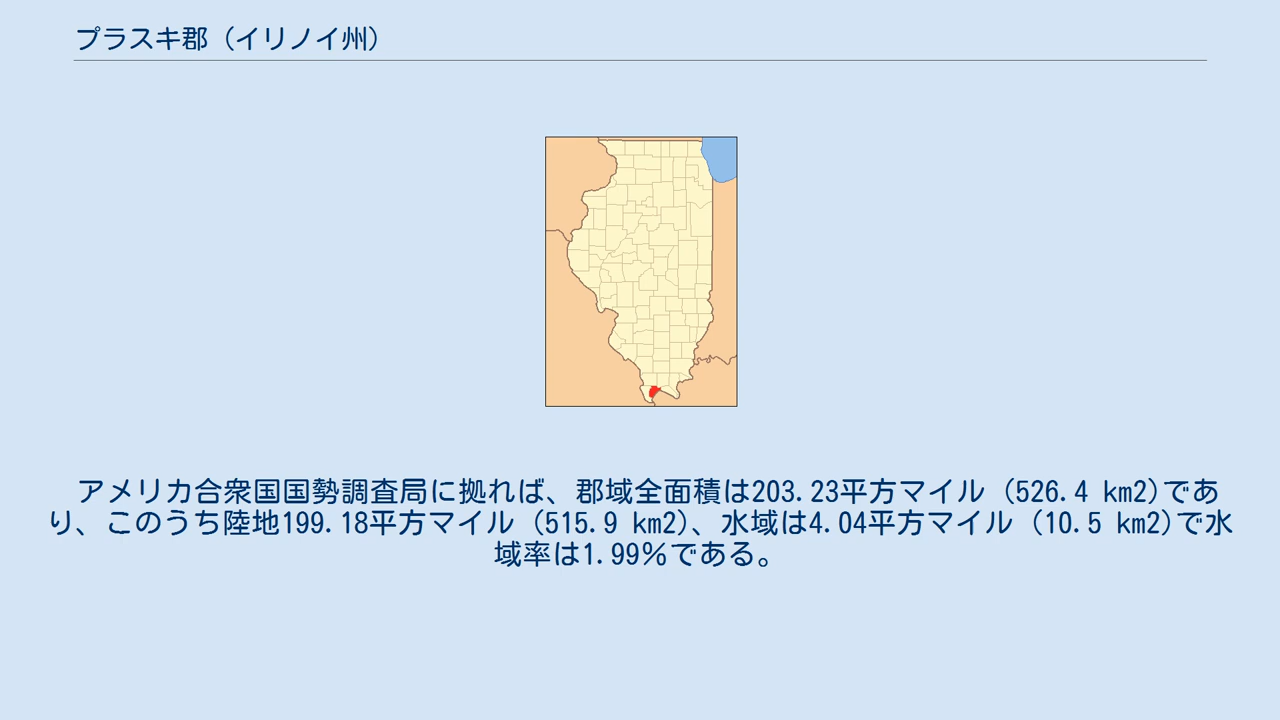 プラスキ郡（イリノイ州）
アメリカ合衆国国勢調査局に拠れば、郡域全面積は203.23平方マイル (526.4 km2)であ
り、このうち陸地199.18平方マイル (515.9 km2)、水域は4.04平方マイル (10.5 km2)で水
域率は1.99%である。